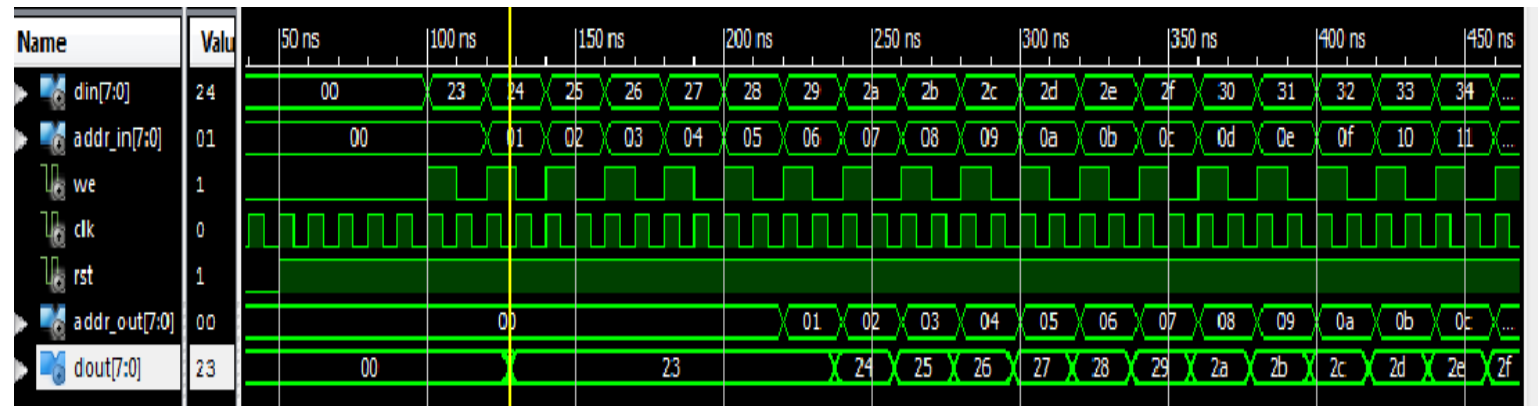 Name Valu 50 ns 100 ns 150 ns 200 ns 250 ns 300 ns 350 ns 400 ns 450 ns
din[7:0] 24 00 23 24 25 26 27 28 29 2a 2b 2c 2d 2e 2f 30 31 32 33 34 ...
addr_in[7:0] 01 00 01 02 03 04 05 06 07 08 09 0a 0b 0c 0d 0e 0f 10 11 ...
we 1
clk 0
rst 1
addr_out[7:0] 00 00 01 02 03 04 05 06 07 08 09 0a 0b 0c ...
dout[7:0] 23 00 23 24 25 26 27 28 29 2a 2b 2c 2d 2e 2f